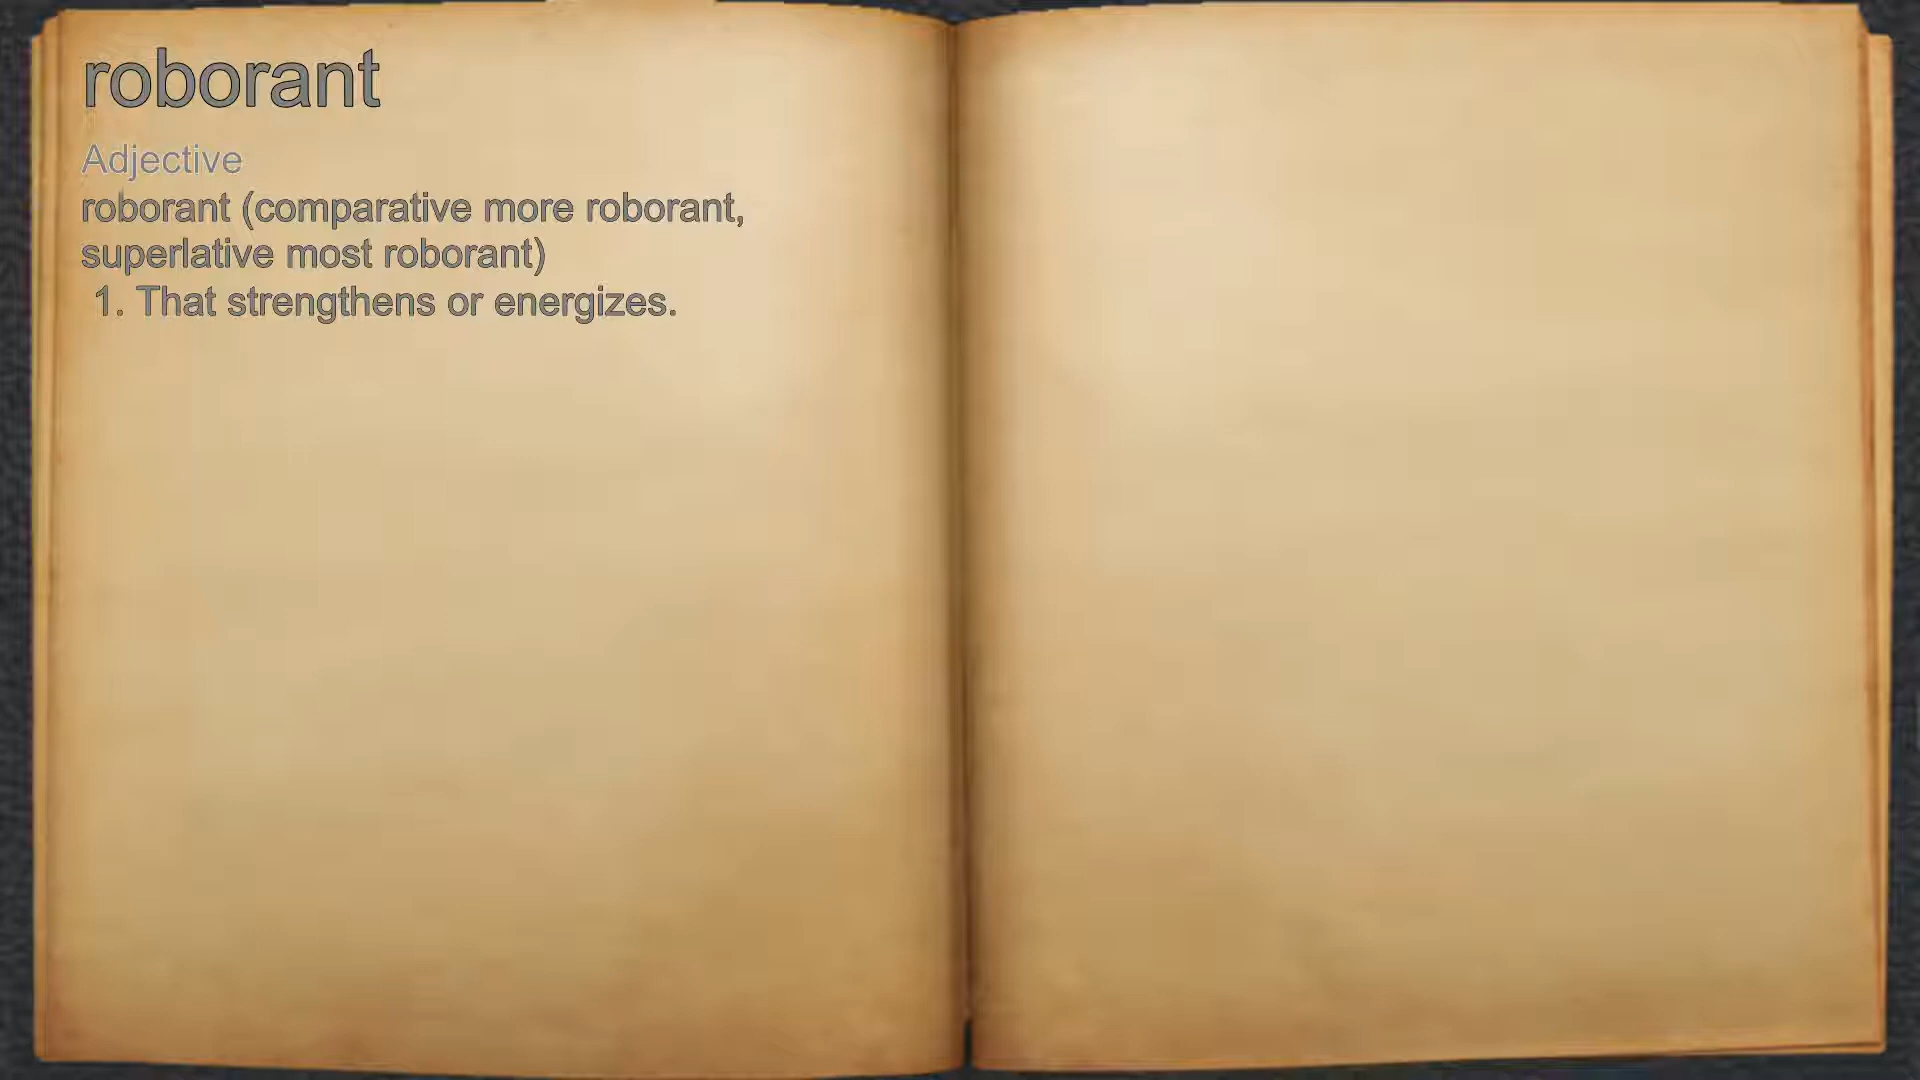 roborant
Adjective
roborant (comparative more roborant,
superlative most roborant)
1. That strengthens or energizes.